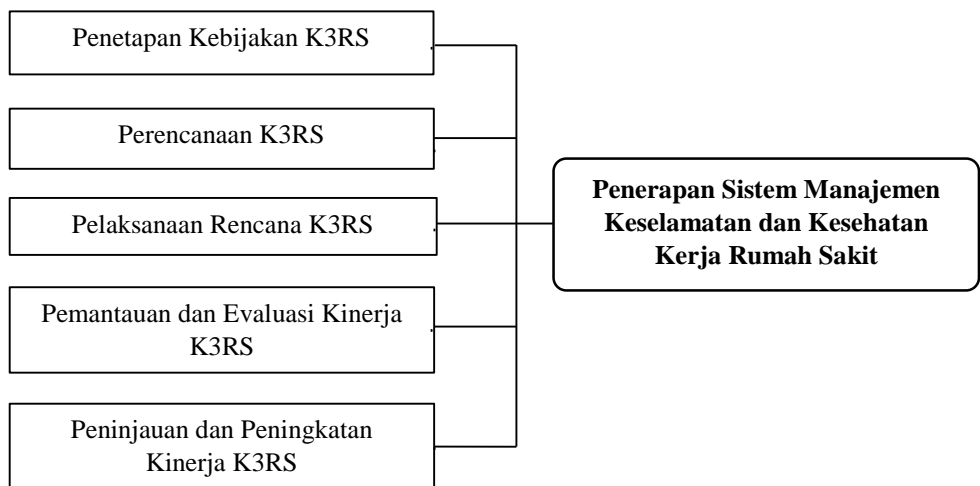 Penetapan Kebijakan K3RS
Perencanaan K3RS
Pelaksanaan Rencana K3RS
Pemantauan dan Evaluasi Kinerja
K3RS
Peninjauan dan Peningkatan
Kinerja K3RS
Penerapan Sistem Manajemen
Keselamatan dan Kesehatan
Kerja Rumah Sakit